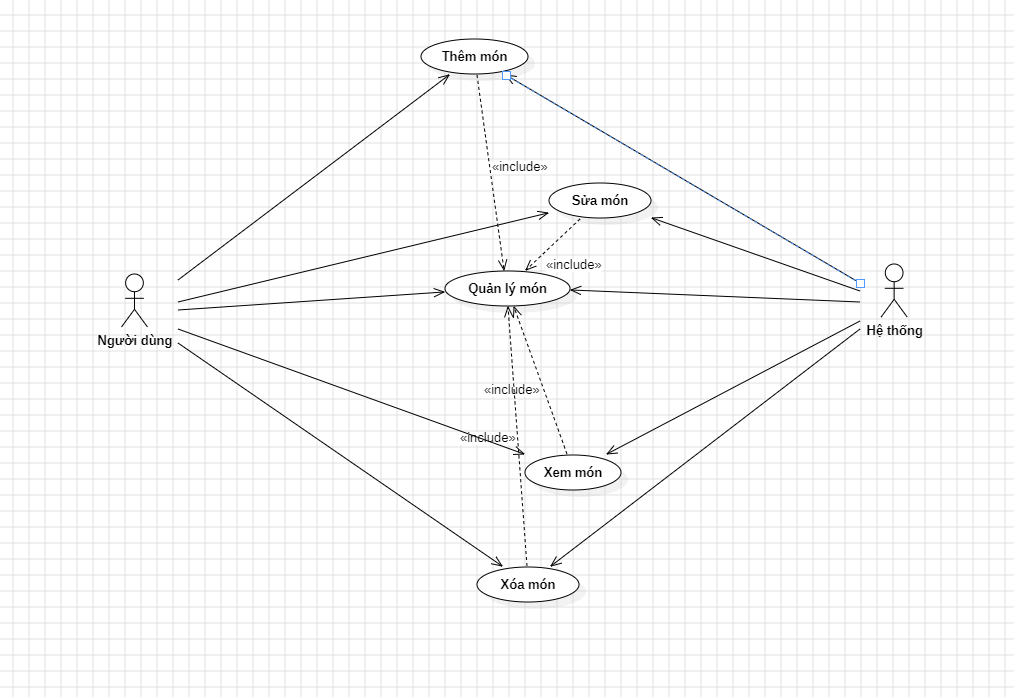 Thêm món
«include»
Sửa món
«include»
Quản lý món
Người dùng
Hệ thống
«include»
«include»
Xem món
Xóa món